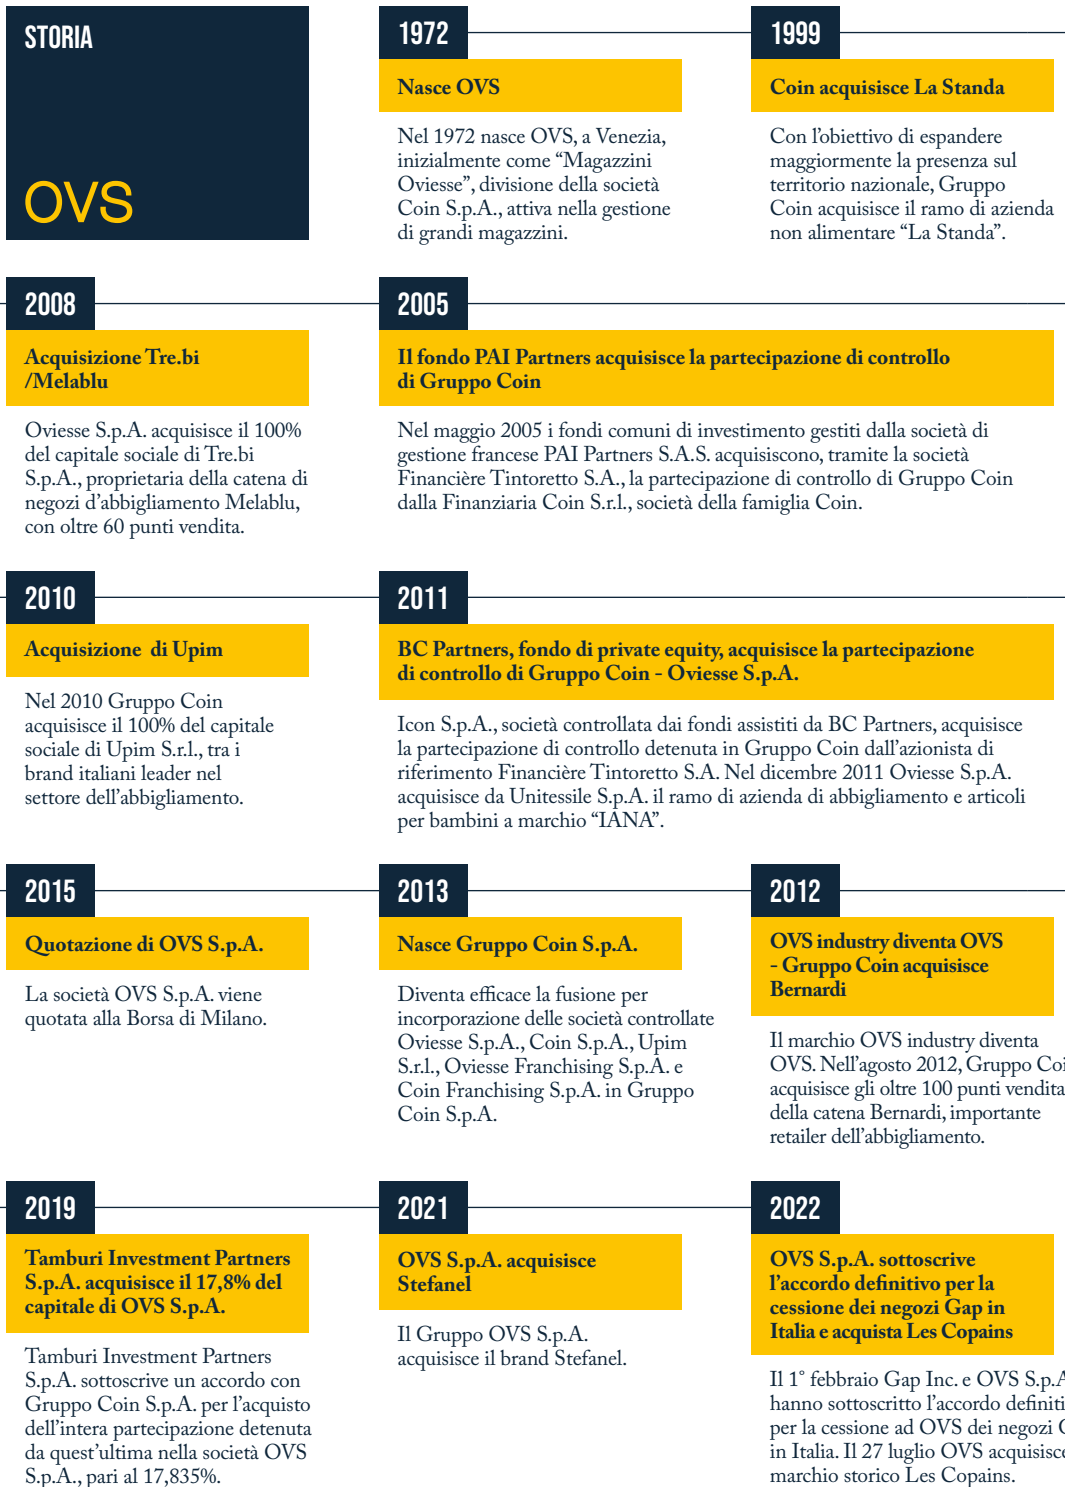 STORIA
OVS
1972
Nasce OVS
Nel 1972 nasce OVS, a Venezia,
inizialmente come “Magazzini
Oviesse”, divisione della società
Coin S.p.A., attiva nella gestione
di grandi magazzini.
1999
Coin acquisisce La Standa
Con l’obiettivo di espandere
maggiormente la presenza sul
territorio nazionale, Gruppo
Coin acquisisce il ramo di azienda
non alimentare “La Standa”.
2005
Il fondo PAI Partners acquisisce la partecipazione di controllo
di Gruppo Coin
Nel maggio 2005 i fondi comuni di investimento gestiti dalla società di
gestione francese PAI Partners S.A.S. acquisiscono, tramite la società
Financière Tintoretto S.A., la partecipazione di controllo di Gruppo Coin
dalla Finanziaria Coin S.r.l., società della famiglia Coin.
2008
Acquisizione Tre.bi
/Melablu
Oviesse S.p.A. acquisisce il 100%
del capitale sociale di Tre.bi
S.p.A., proprietaria della catena di
negozi d’abbigliamento Melablu,
con oltre 60 punti vendita.
2010
Acquisizione di Upim
Nel 2010 Gruppo Coin
acquisisce il 100% del capitale
sociale di Upim S.r.l., tra i
brand italiani leader nel
settore dell’abbigliamento.
2011
BC Partners, fondo di private equity, acquisisce la partecipazione
di controllo di Gruppo Coin - Oviesse S.p.A.
Icon S.p.A., società controllata dai fondi assistiti da BC Partners, acquisisce
la partecipazione di controllo detenuta in Gruppo Coin dall’azionista di
riferimento Financière Tintoretto S.A. Nel dicembre 2011 Oviesse S.p.A.
acquisisce da Unitessile S.p.A. il ramo di azienda di abbigliamento e articoli
per bambini a marchio “IANA”.
2012
OVS industry diventa OVS
- Gruppo Coin acquisisce
Bernardi
Il marchio OVS industry diventa
OVS. Nell’agosto 2012, Gruppo Coi
acquisisce gli oltre 100 punti vendita
della catena Bernardi, importante
retailer dell’abbigliamento.
2013
Nasce Gruppo Coin S.p.A.
Diventa efficace la fusione per
incorporazione delle società controllate
Oviesse S.p.A., Coin S.p.A., Upim
S.r.l., Oviesse Franchising S.p.A. e
Coin Franchising S.p.A. in Gruppo
Coin S.p.A.
2015
Quotazione di OVS S.p.A.
La società OVS S.p.A. viene
quotata alla Borsa di Milano.
2019
Tamburi Investment Partners
S.p.A. acquisisce il 17,8% del
capitale di OVS S.p.A.
Tamburi Investment Partners
S.p.A. sottoscrive un accordo con
Gruppo Coin S.p.A. per l’acquisto
dell’intera partecipazione detenuta
da quest’ultima nella società OVS
S.p.A., pari al 17,835%.
2021
OVS S.p.A. acquisisce
Stefanel
Il Gruppo OVS S.p.A.
acquisisce il brand Stefanel.
2022
OVS S.p.A. sottoscrive
l’accordo definitivo per la
cessione dei negozi Gap in
Italia e acquista Les Copains
Il 1° febbraio Gap Inc. e OVS S.p.A
hanno sottoscritto l’accordo definiti
per la cessione ad OVS dei negozi
in Italia. Il 27 luglio OVS acquisisce
marchio storico Les Copains.